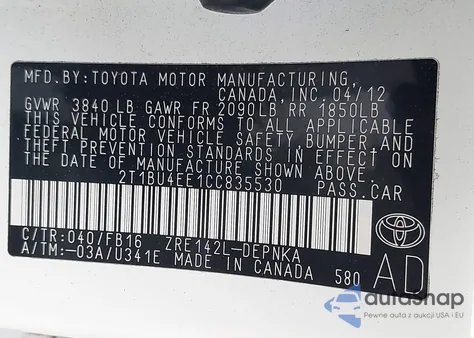 MFD.BY:TOYOTA MOTOR MANUFACTURING,
CANADA, INC. 04/12
GVWR 3840 LB GAWR FR 2090LB RR 1850LB
THIS VEHICLE CONFORMS TO ALL APPLICABLE
FEDERAL MOTOR VEHICLE SAFETY,BUMPER,AND
THEFT PREVENTION STANDARDS IN EFFECT ON
THE DATE OF MANUFACTURE SHOWN ABOVE.
2T1BU4EE1CC835530 PASS.CAR
C/TR:040/FB16 ZRE142L-DEPNKA
A/TM:-03A/U341E MADE IN CANADA 580
AD
autasnap
Pewne auta z aukcji USA i EU